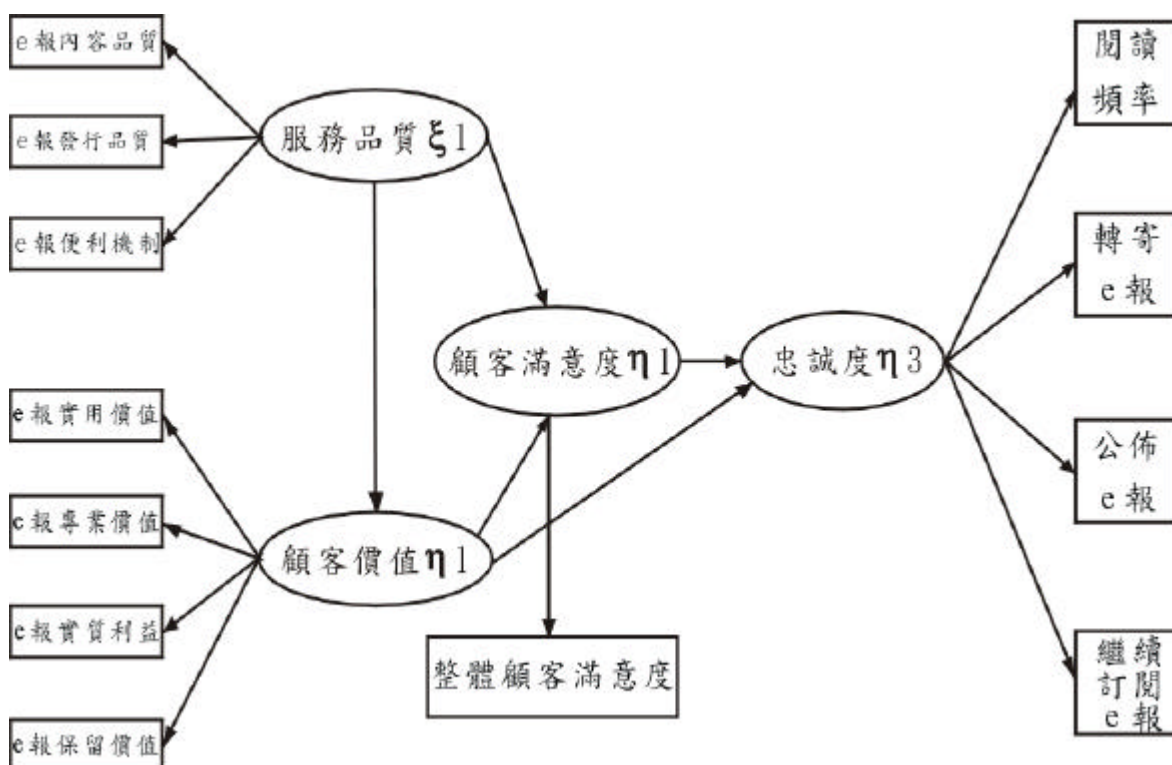 e報內容品質
e報發行品質
e報便利機制
服務品質ξ1
閱讀
頻率
轉寄
e報
顧客滿意度η1
忠誠度η3
e報實用價值
e報專業價值
e報實質利益
e報保留價值
顧客價值η1
整體顧客滿意度
公佈
e報
繼續
訂閱
e報